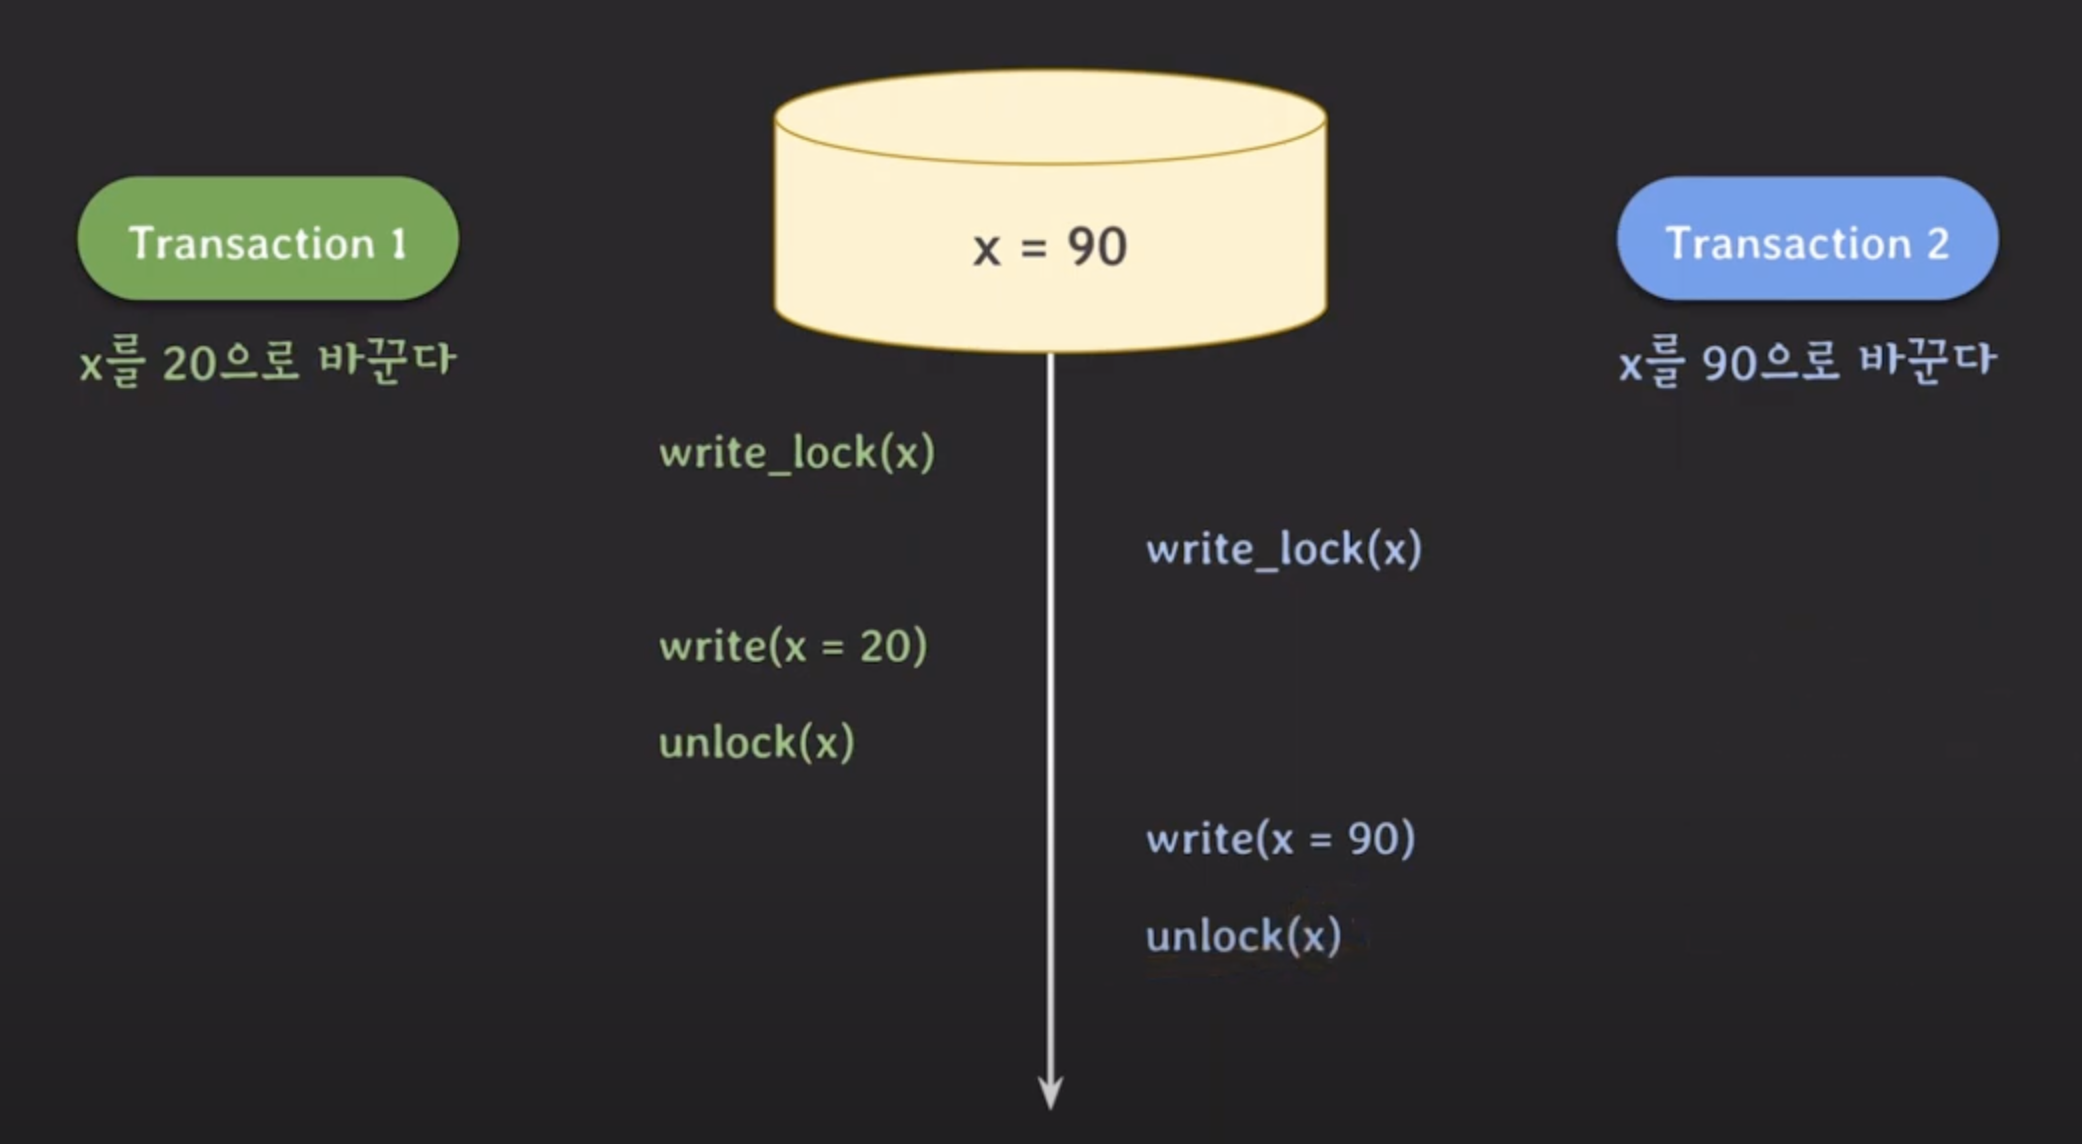 Transaction 1
x = 90
Transaction 2
x를 20으로 바꾼다
x를 90으로 바꾼다
write_lock(x)
write_lock(x)
write(x = 20)
unlock(x)
write(x = 90)
unlock(x)